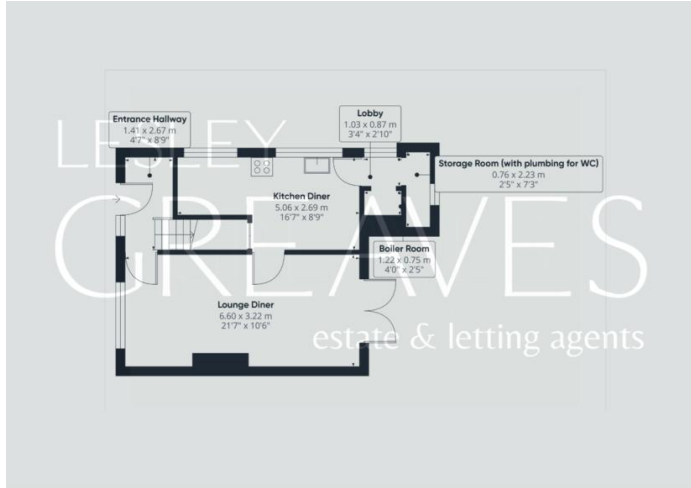 Entrance Hallway
1.41 x 2.67 m
4'7" x 8'9"
Lobby
1.03 x 0.87 m
3'4" x 2'10"
Storage Room (with plumbing for WC)
0.76 x 2.23 m
2'5" x 7'3"
Kitchen Diner
5.06 x 2.69 m
16'7" x 8'9"
Boiler Room
1.22 x 0.75 m
4'0" x 2'5"
Lounge Diner
6.60 x 3.22 m
21'7" x 10'6"
LESLEY
GREAVES
estate & letting agents